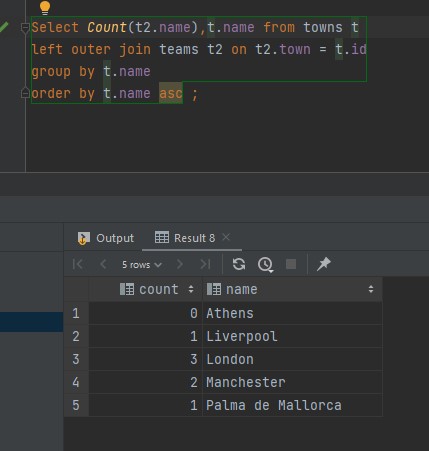 Select Count(t2.name),t.name from towns t
left outer join teams t2 on t2.town = t.id
group by t.name
order by t.name asc ;
Output
Result 8
5 rows
count name
1 0 Athens
2 1 Liverpool
3 3 London
4 2 Manchester
5 1 Palma de Mallorca